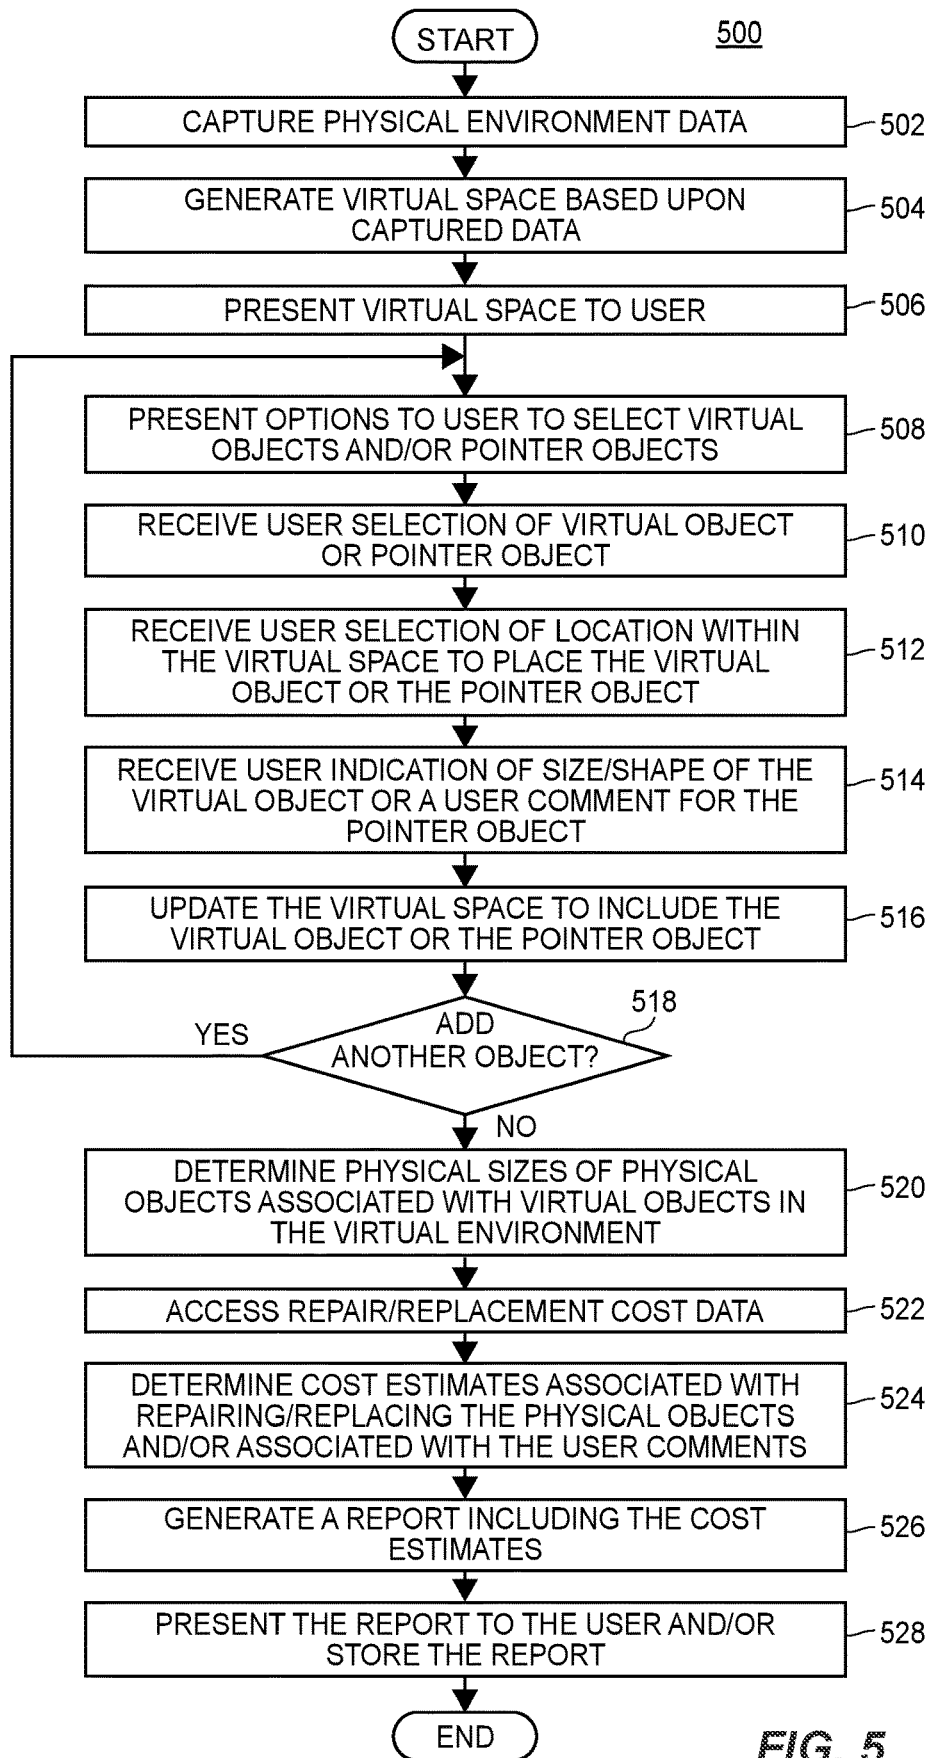 START
500
CAPTURE PHYSICAL ENVIRONMENT DATA
502
GENERATE VIRTUAL SPACE BASED UPON
CAPTURED DATA
504
PRESENT VIRTUAL SPACE TO USER
506
PRESENT OPTIONS TO USER TO SELECT VIRTUAL
OBJECTS AND/OR POINTER OBJECTS
508
RECEIVE USER SELECTION OF VIRTUAL OBJECT
OR POINTER OBJECT
510
RECEIVE USER SELECTION OF LOCATION WITHIN
THE VIRTUAL SPACE TO PLACE THE VIRTUAL
OBJECT OR THE POINTER OBJECT
512
RECEIVE USER INDICATION OF SIZE/SHAPE OF THE
VIRTUAL OBJECT OR A USER COMMENT FOR THE
POINTER OBJECT
514
UPDATE THE VIRTUAL SPACE TO INCLUDE THE
VIRTUAL OBJECT OR THE POINTER OBJECT
516
ADD
ANOTHER OBJECT?
518
YES
NO
DETERMINE PHYSICAL SIZES OF PHYSICAL
OBJECTS ASSOCIATED WITH VIRTUAL OBJECTS IN
THE VIRTUAL ENVIRONMENT
520
ACCESS REPAIR/REPLACEMENT COST DATA
522
DETERMINE COST ESTIMATES ASSOCIATED WITH
REPAIRING/REPLACING THE PHYSICAL OBJECTS
AND/OR ASSOCIATED WITH THE USER COMMENTS
524
GENERATE A REPORT INCLUDING THE COST
ESTIMATES
526
PRESENT THE REPORT TO THE USER AND/OR
STORE THE REPORT
528
END
FIG. 5